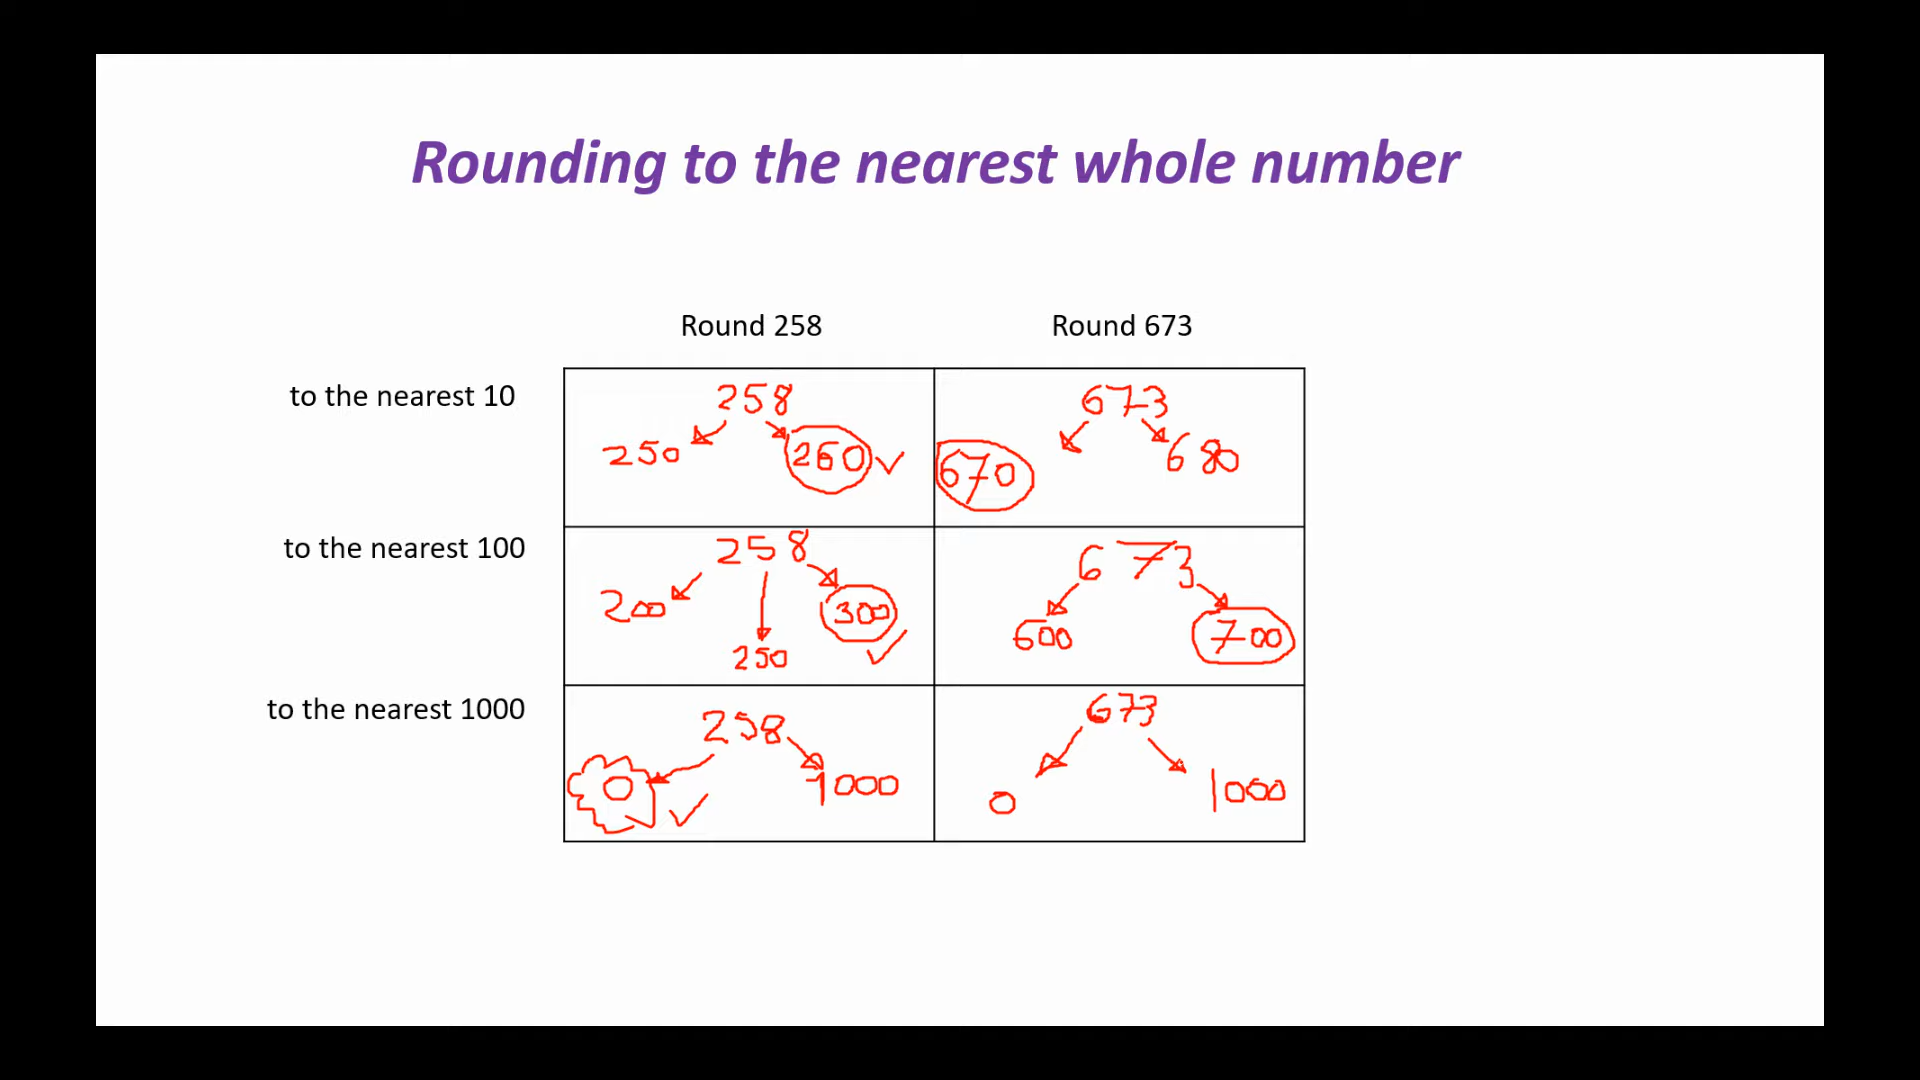 Rounding to the nearest whole number
Round 258 Round 673
to the nearest 10
258 673
250 260 670 680
to the nearest 100
258 673
200 300 600 700
250
to the nearest 1000
258 673
0 1000 0 1000